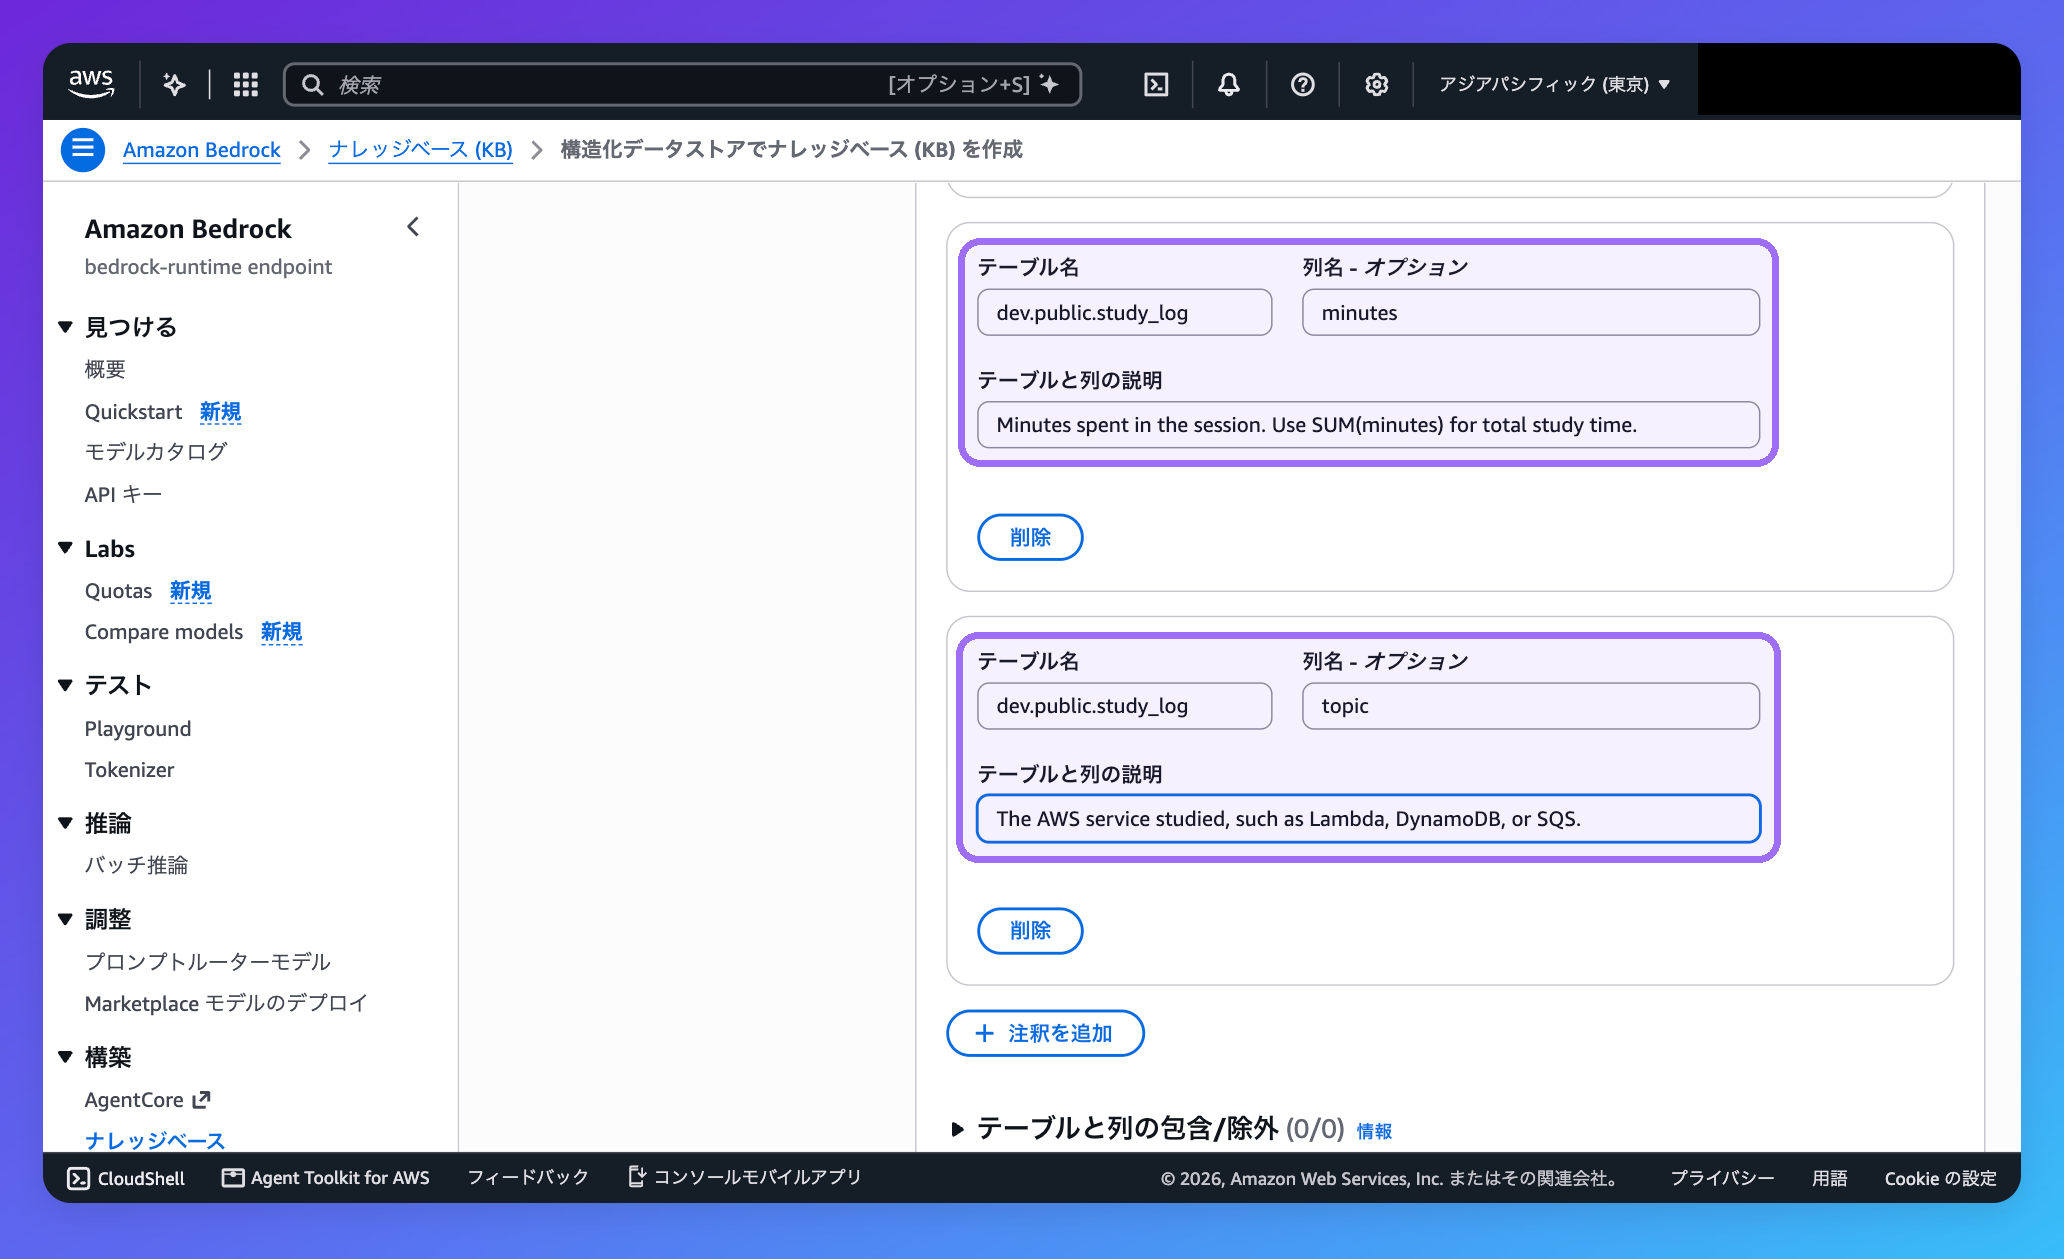 aws
検索
[オプション+S]
アジアパシフィック (東京) ▼
Amazon Bedrock
ナレッジベース (KB)
構造化データストアでナレッジベース (KB) を作成
Amazon Bedrock
bedrock-runtime endpoint
見つける
概要
Quickstart 新規
モデルカタログ
API キー
Labs
Quotas 新規
Compare models 新規
テスト
Playground
Tokenizer
推論
バッチ推論
調整
プロンプトルーターモデル
Marketplace モデルのデプロイ
構築
AgentCore
ナレッジベース
テーブル名
列名 - オプション
dev.public.study_log
minutes
テーブルと列の説明
Minutes spent in the session. Use SUM(minutes) for total study time.
削除
テーブル名
列名 - オプション
dev.public.study_log
topic
テーブルと列の説明
The AWS service studied, such as Lambda, DynamoDB, or SQS.
削除
+ 注釈を追加
テーブルと列の包含/除外 (0/0) 情報
CloudShell
Agent Toolkit for AWS
フィードバック
コンソールモバイルアプリ
© 2026, Amazon Web Services, Inc. またはその関連会社。
プライバシー
用語
Cookie の設定